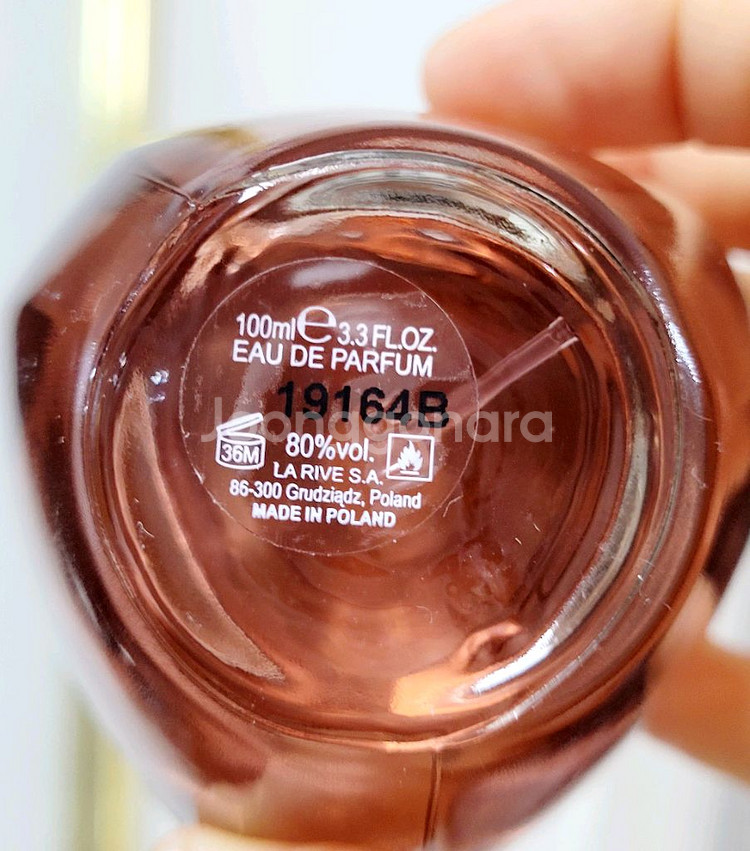 100ml e 3.3 FL.OZ.
EAU DE PARFUM
19164B
Joonggonara
36M
80%vol.
LA RIVE S.A.
86-300 Grudziądz, Poland
MADE IN POLAND